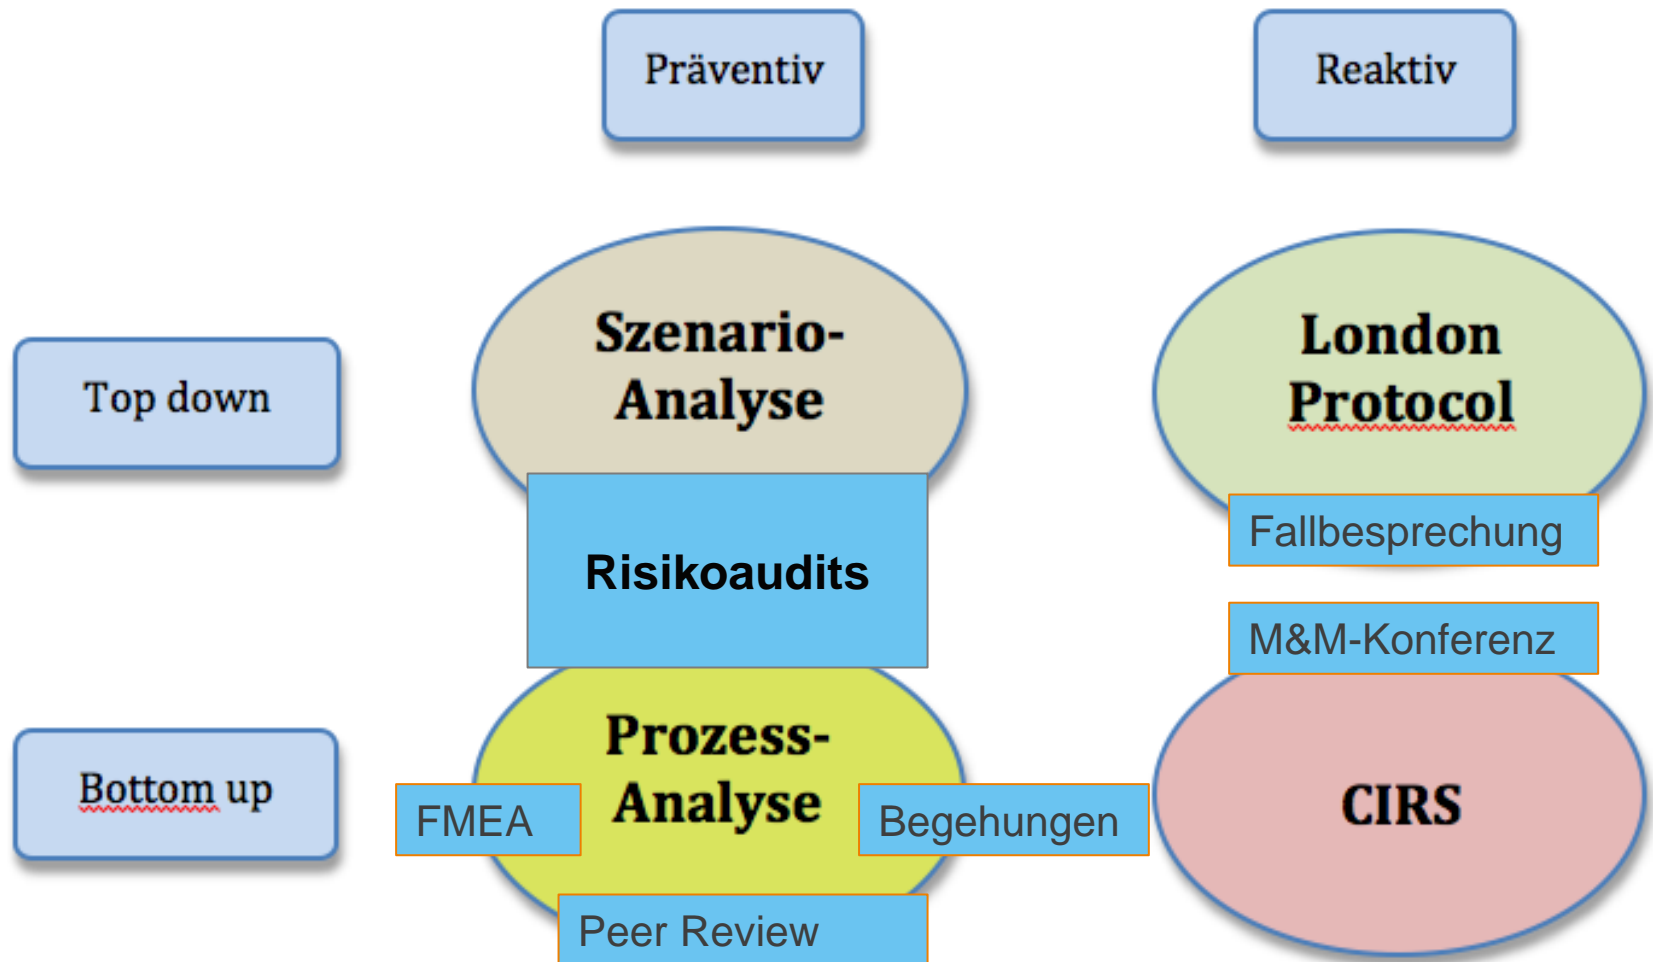 Präventiv
Reaktiv
Szenario-
Analyse
London
Protocol
Top down
Risikoaudits
Fallbesprechung
M&M-Konferenz
Prozess-
Analyse
Bottom up
FMEA
Begehungen
CIRS
Peer Review